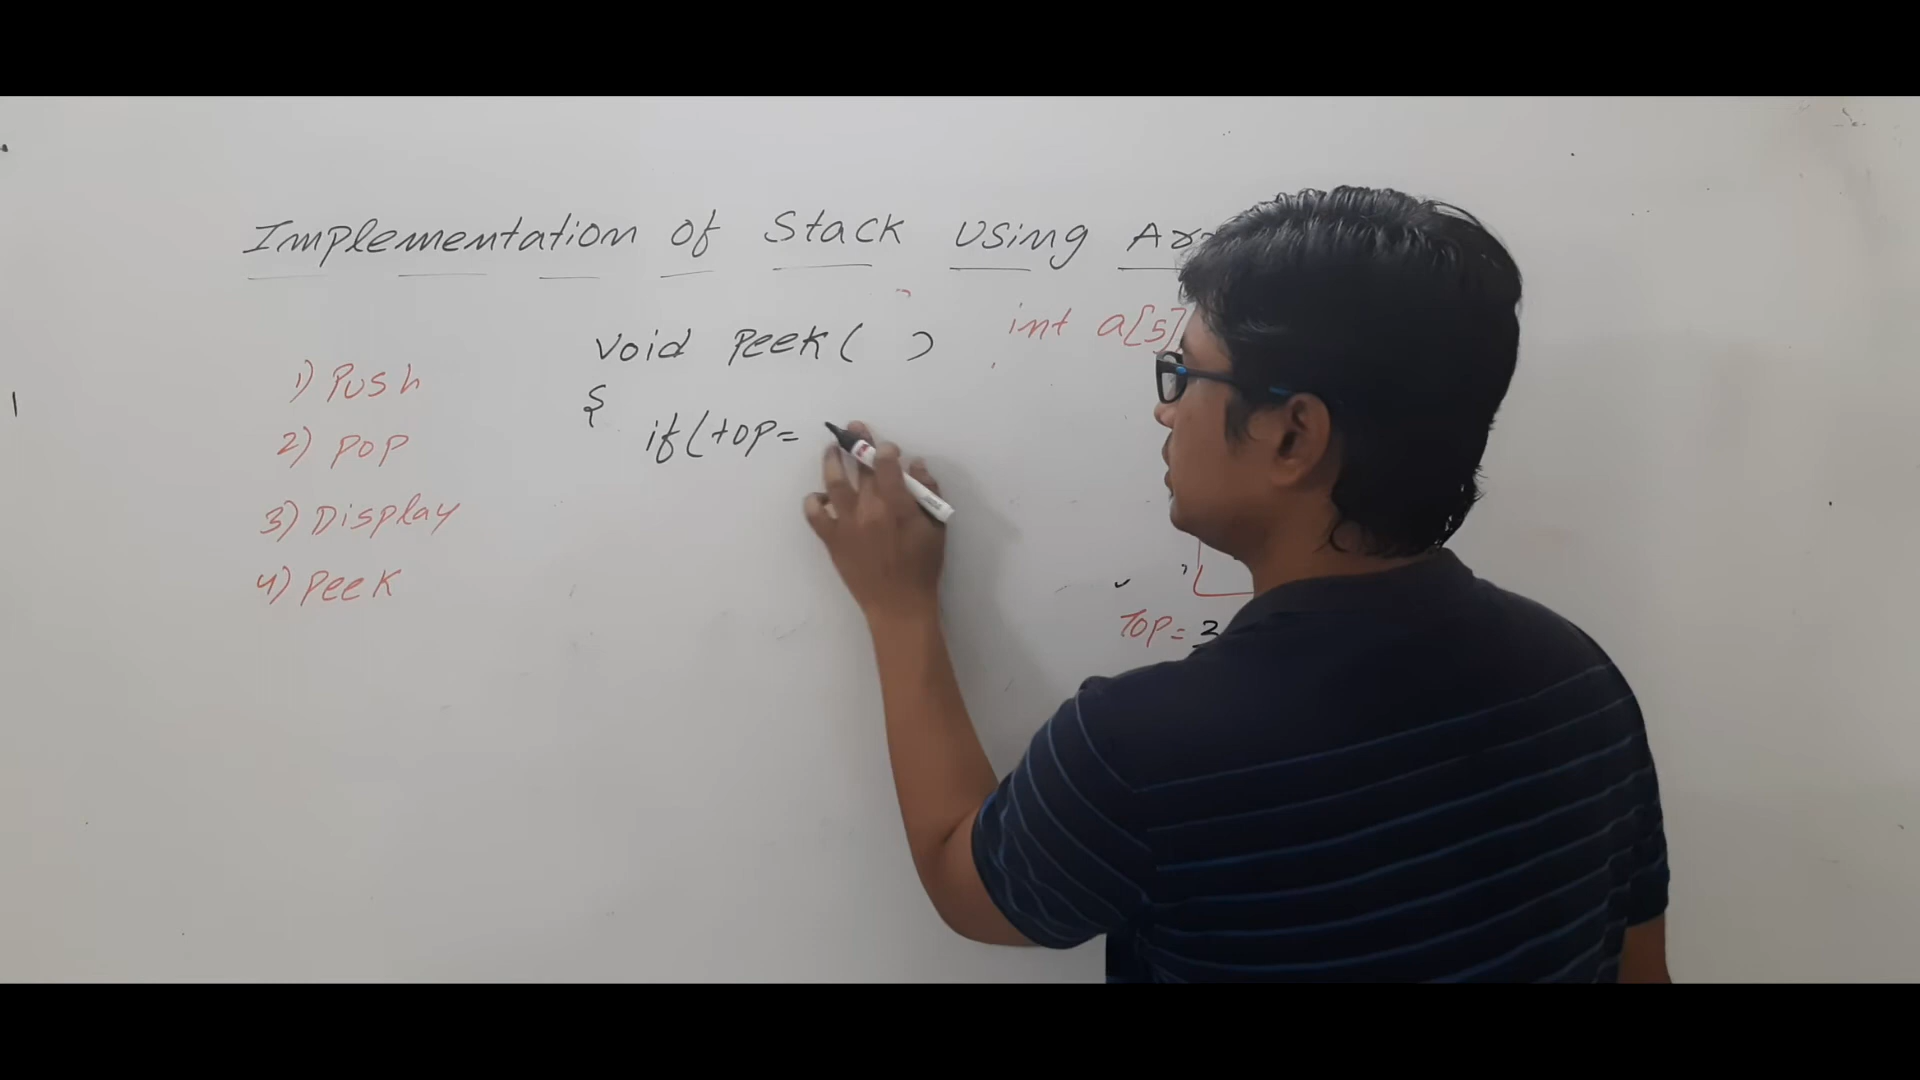 Implementation of Stack Using
void Peek( )
{
if(top=
int a[5]
1) Push
2) Pop
3) Display
4) Peek
Top=